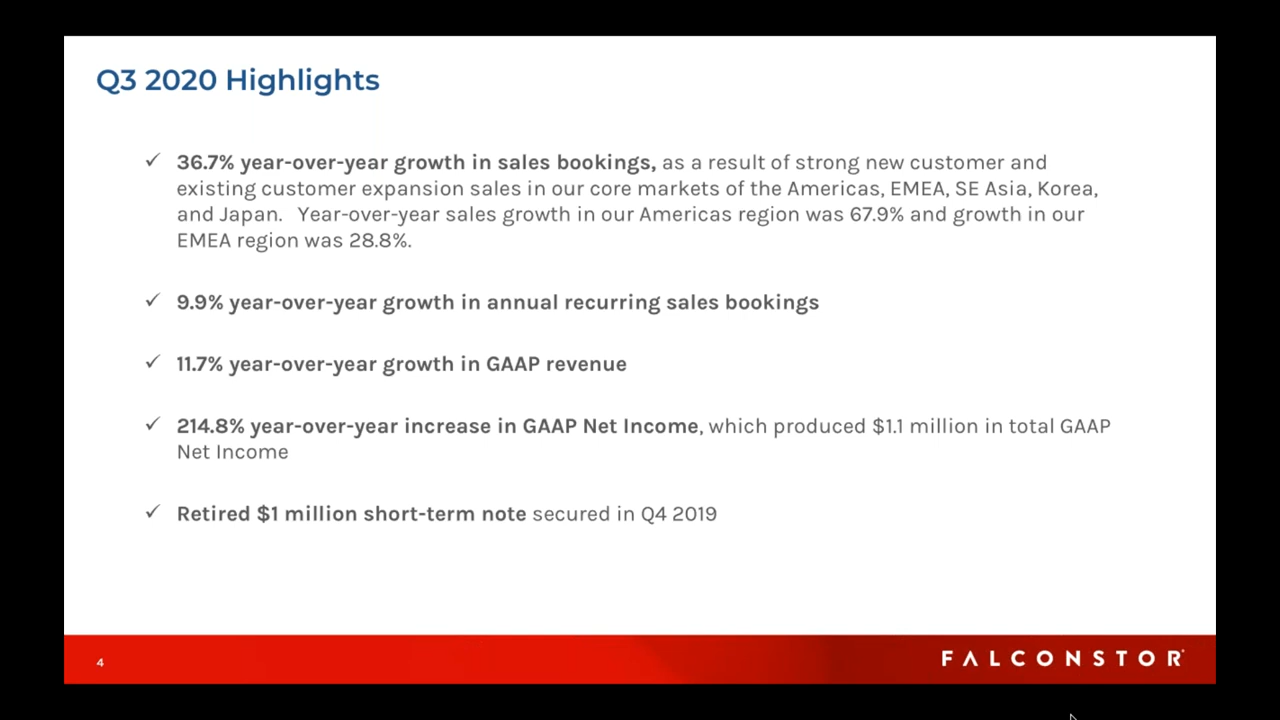 Q3 2020 Highlights
✓ 36.7% year-over-year growth in sales bookings, as a result of strong new customer and
existing customer expansion sales in our core markets of the Americas, EMEA, SE Asia, Korea,
and Japan.   Year-over-year sales growth in our Americas region was 67.9% and growth in our
EMEA region was 28.8%.
✓ 9.9% year-over-year growth in annual recurring sales bookings
✓ 11.7% year-over-year growth in GAAP revenue
✓ 214.8% year-over-year increase in GAAP Net Income, which produced $1.1 million in total GAAP
Net Income
✓ Retired $1 million short-term note secured in Q4 2019
4
FALCONSTOR